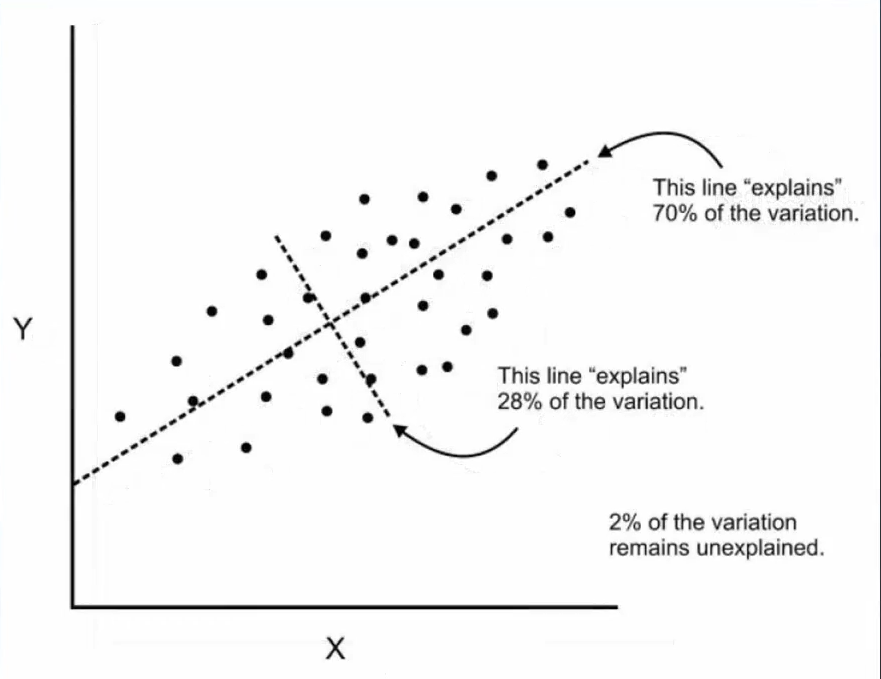 This line “explains”
70% of the variation.
Y
This line “explains”
28% of the variation.
2% of the variation
remains unexplained.
X